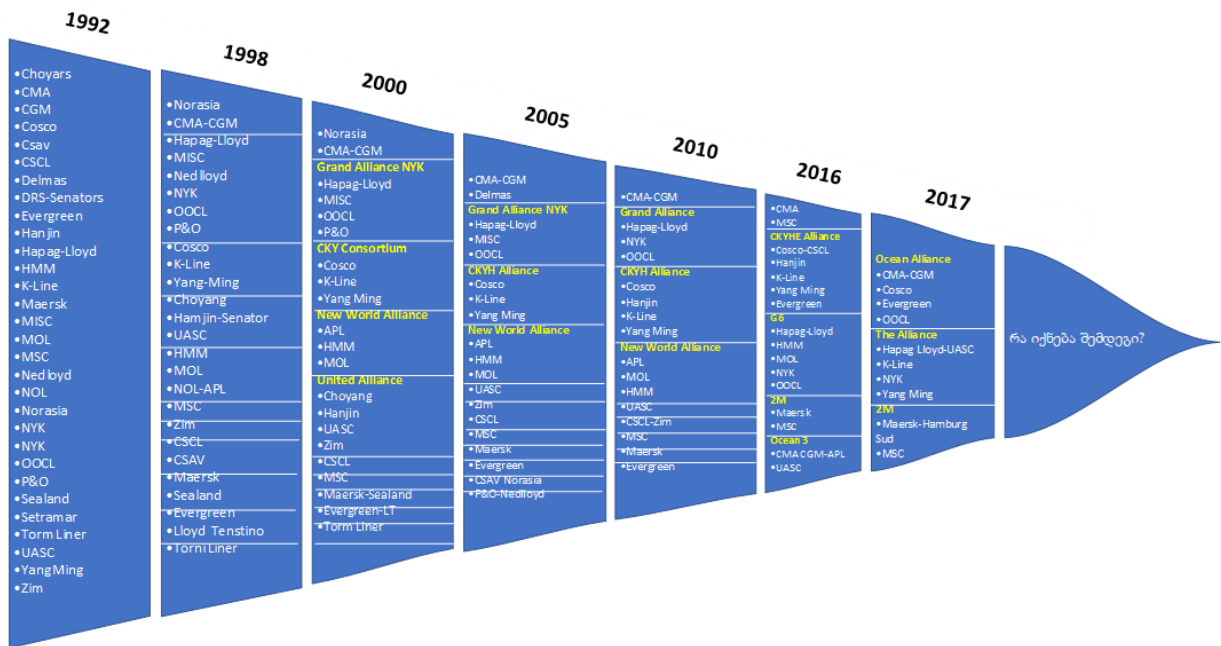 1992
•Choyars
•CMA
•CGM
•Cosco
•Csav
•CSCL
•Delmas
•DRS-Senators
•Evergreen
•Hanjin
•Hapag-Lloyd
•HMM
•K-Line
•Maersk
•MISC
•MOL
•MSC
•Nedloyd
•NOL
•Norasia
•NYK
•NYK
•OOCL
•P&O
•Sealand
•Setramar
•Torm Liner
•UASC
•YangMing
•Zim
1998
•Norasia
•CMA-CGM
•Hapag-Lloyd
•MISC
•Nedlloyd
•NYK
•OOCL
•P&O
•Cosco
•K-Line
•Yang-Ming
•Choyang
•Hamjin-Senator
•UASC
•HMM
•MOL
•NOL-APL
•MSC
•Zim
•CSCL
•CSAV
•Maersk
•Sealand
•Evergreen
•Lloyd Tenstino
•Torni Liner
2000
•Norasia
•CMA-CGM
Grand Alliance NYK
•Hapag-Lloyd
•MISC
•OOCL
•P&O
CKY Consortium
•Cosco
•K-Line
•Yang Ming
New World Alliance
•APL
•HMM
•MOL
United Alliance
•Choyang
•Hanjin
•UASC
•Zim
•CSCL
•MSC
•Maersk-Sealand
•Evergreen-LT
•Torm Liner
2005
•CMA-CGM
•Delmas
Grand Alliance NYK
•Hapag-Lloyd
•MISC
•OOCL
CKYH Alliance
•Cosco
•K-Line
•Yang Ming
New World Alliance
•APL
•HMM
•MOL
•UASC
•Zim
•CSCL
•MSC
•Maersk
•Evergreen
•CSAV Norasia
•P&O-Nedlloyd
2010
•CMA-CGM
Grand Alliance
•Hapag-Lloyd
•NYK
•OOCL
CKYH Alliance
•Cosco
•Hanjin
•K-Line
•Yang Ming
New World Alliance
•APL
•MOL
•HMM
•UASC
•CSCL-Zim
•MSC
•Maersk
•Evergreen
2016
•CMA
•MSC
CKYHE Alliance
•Cosco-CSCL
•Hanjin
•K-Line
•Yang Ming
•Evergreen
G6
•Hapag-Lloyd
•HMM
•MOL
•NYK
•OOCL
2M
•Maersk
•MSC
Ocean 3
•CMA CGM-APL
•UASC
2017
Ocean Alliance
•CMA-CGM
•Cosco
•Evergreen
•OOCL
The Alliance
•Hapag Lloyd-UASC
•K-Line
•NYK
•Yang Ming
2M
•Maersk-Hamburg
Sud
•MSC
რა იქნება შემდეგი?